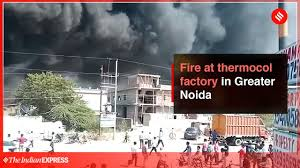 Fire at thermocol
factory in Greater
Noida
The Indian EXPRESS